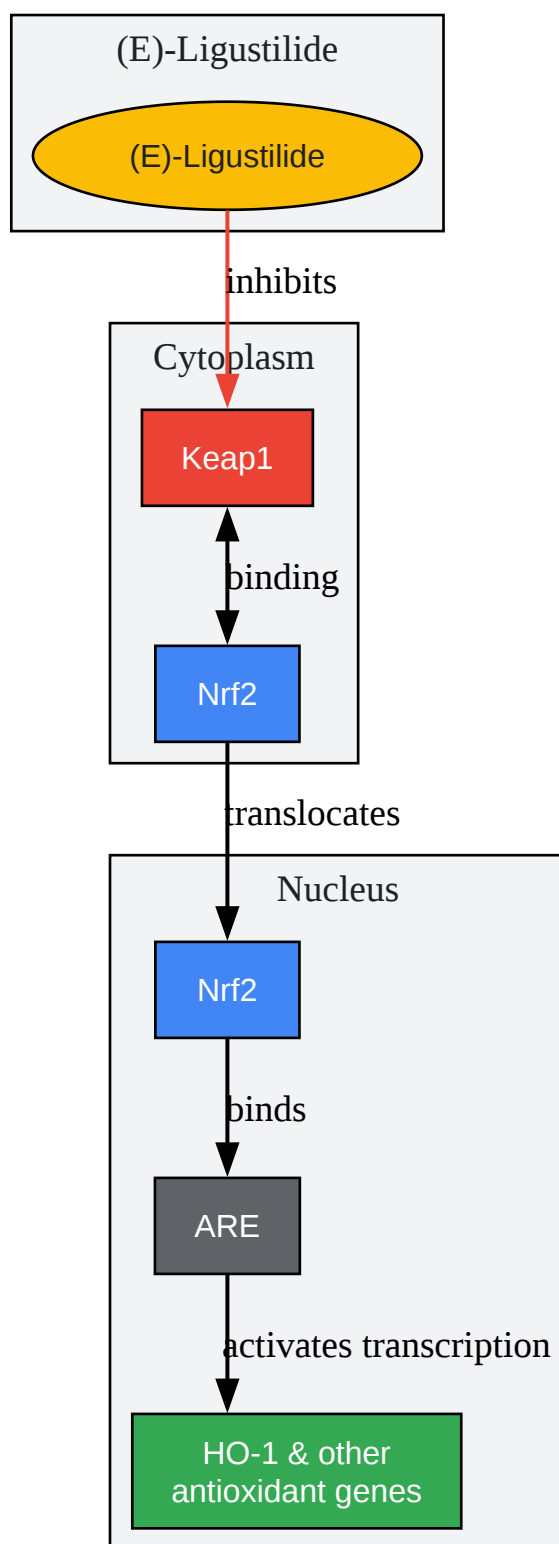 (E)-Ligustilide
(E)-Ligustilide
inhibits
Cytoplasm
Keap1
binding
Nrf2
translocates
Nucleus
Nrf2
binds
ARE
activates transcription
HO-1 & other
antioxidant genes